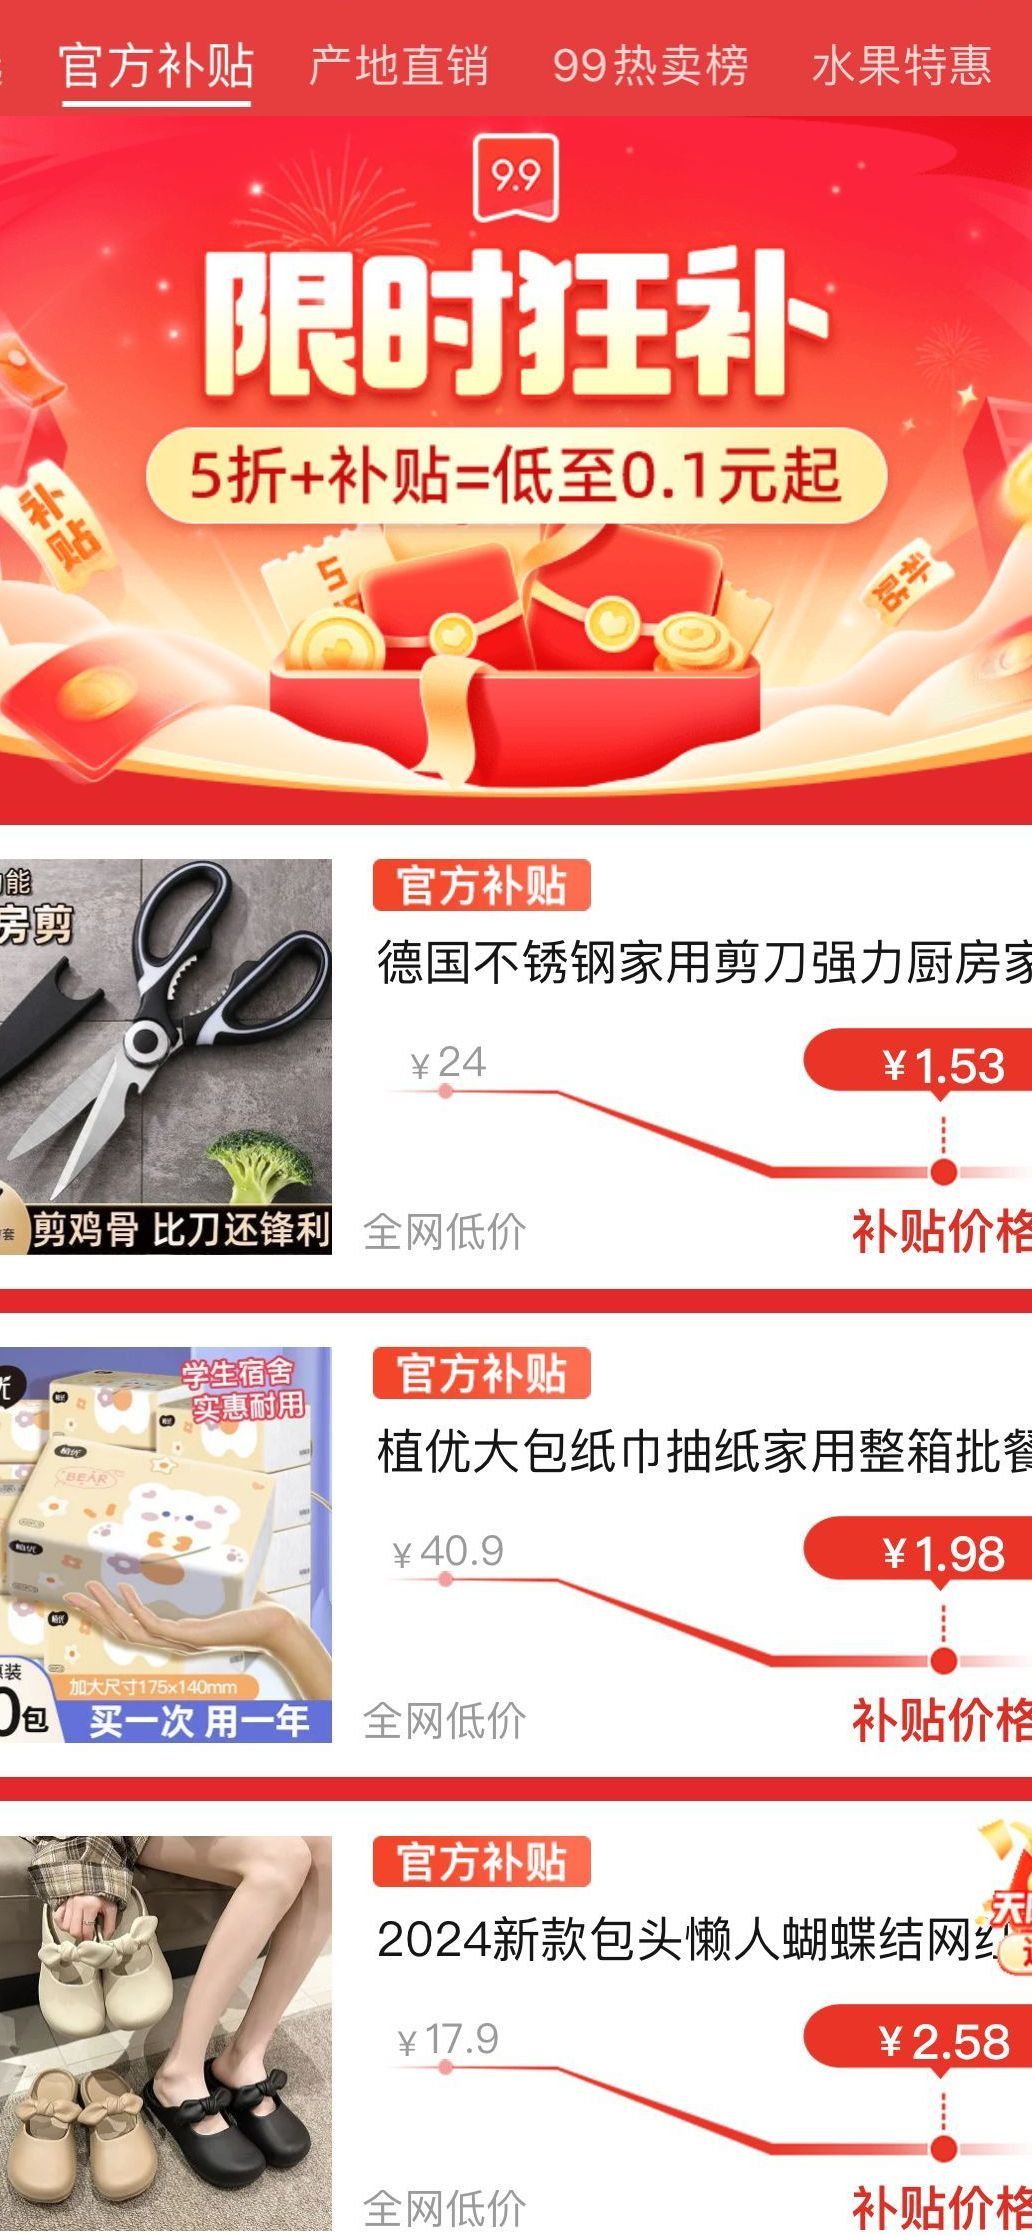 官方补贴 产地直销 99热卖榜 水果特惠
9.9
限时狂补
5折+补贴=低至0.1元起
补贴
补贴
官方补贴
德国不锈钢家用剪刀强力厨房家
¥24
¥1.53
全网低价
补贴价格
房剪
剪鸡骨 比刀还锋利
官方补贴
植优大包纸巾抽纸家用整箱批餐
¥40.9
¥1.98
全网低价
补贴价格
学生宿舍
实惠耐用
植优
BEAR
加大尺寸175×140mm
0包
买一次 用一年
官方补贴
2024新款包头懒人蝴蝶结网红
¥17.9
¥2.58
全网低价
补贴价格